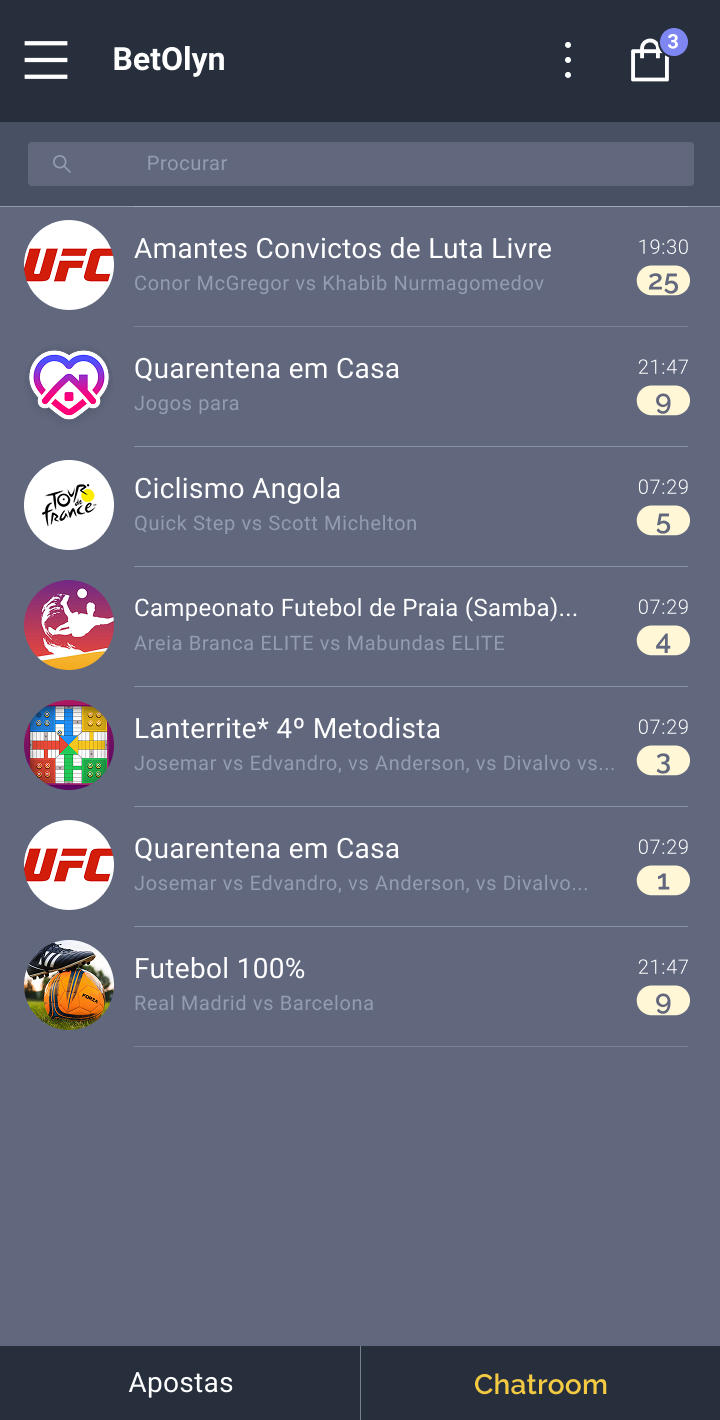 BetOlyn
3
Procurar
UFC
Amantes Convictos de Luta Livre
19:30
Conor McGregor vs Khabib Nurmagomedov
25
Quarentena em Casa
21:47
Jogos para
9
TOUR de france
Ciclismo Angola
07:29
Quick Step vs Scott Michelton
5
Campeonato Futebol de Praia (Samba)...
07:29
Areia Branca ELITE vs Mabundas ELITE
4
Lanterrite* 4º Metodista
07:29
Josemar vs Edvandro, vs Anderson, vs Divalvo vs...
3
UFC
Quarentena em Casa
07:29
Josemar vs Edvandro, vs Anderson, vs Divalvo...
1
FORZA
Futebol 100%
21:47
Real Madrid vs Barcelona
9
Apostas
Chatroom